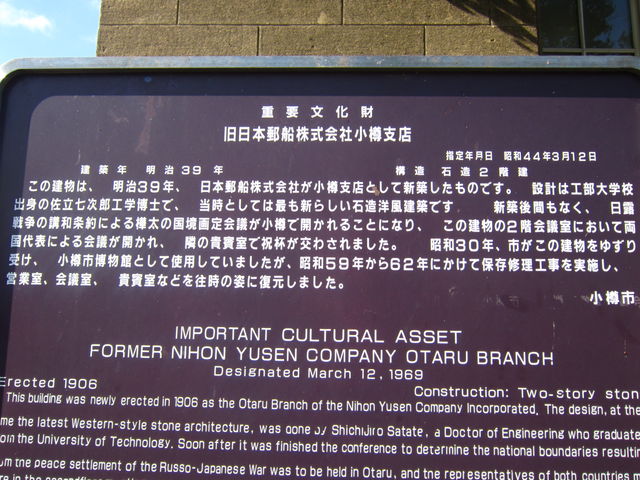 重要文化財
旧日本郵船株式会社小樽支店
指定年月日 昭和44年3月12日
建築年 明治39年 構造 石造2階建
この建物は、明治39年、日本郵船株式会社が小樽支店として新築したものです。設計は工部大学校
出身の佐立七次郎工学博士で、当時としては最も新らしい石造洋風建築です 新築後間もなく、日露
戦争の講和条約による樺太の国境画定会議が小樽で開かれることになり、この建物の2階会議室において両
国代表による会議が開かれ、隣の貴賓室で祝杯が交わされました。昭和30年、市がこの建物をゆずり
受け、小樽市博物館として使用していましたが、昭和59年から62年にかけて保存修理工事を実施し、
営業室、会議室、貴賓室などを往時の姿に復元しました。
小樽市
IMPORTANT CULTURAL ASSET
FORMER NIHON YUSEN COMPANY OTARU BRANCH
Designated March 12, 1969
Erected 1906 Construction: Two-story ston
This building was newly erected in 1906 as the Otaru Branch of the Nihon Yusen Company Incorporated. The design, at the
me the latest Western-style stone architecture, was done by Shichijiro Satate, a Doctor of Engineering who graduate
om the University of Technology. Soon after it was finished the conference to determine the national boundaries resultin
om the peace settlement of the Russo-Japanese War was to be held in Otaru, and the representatives of both countries m